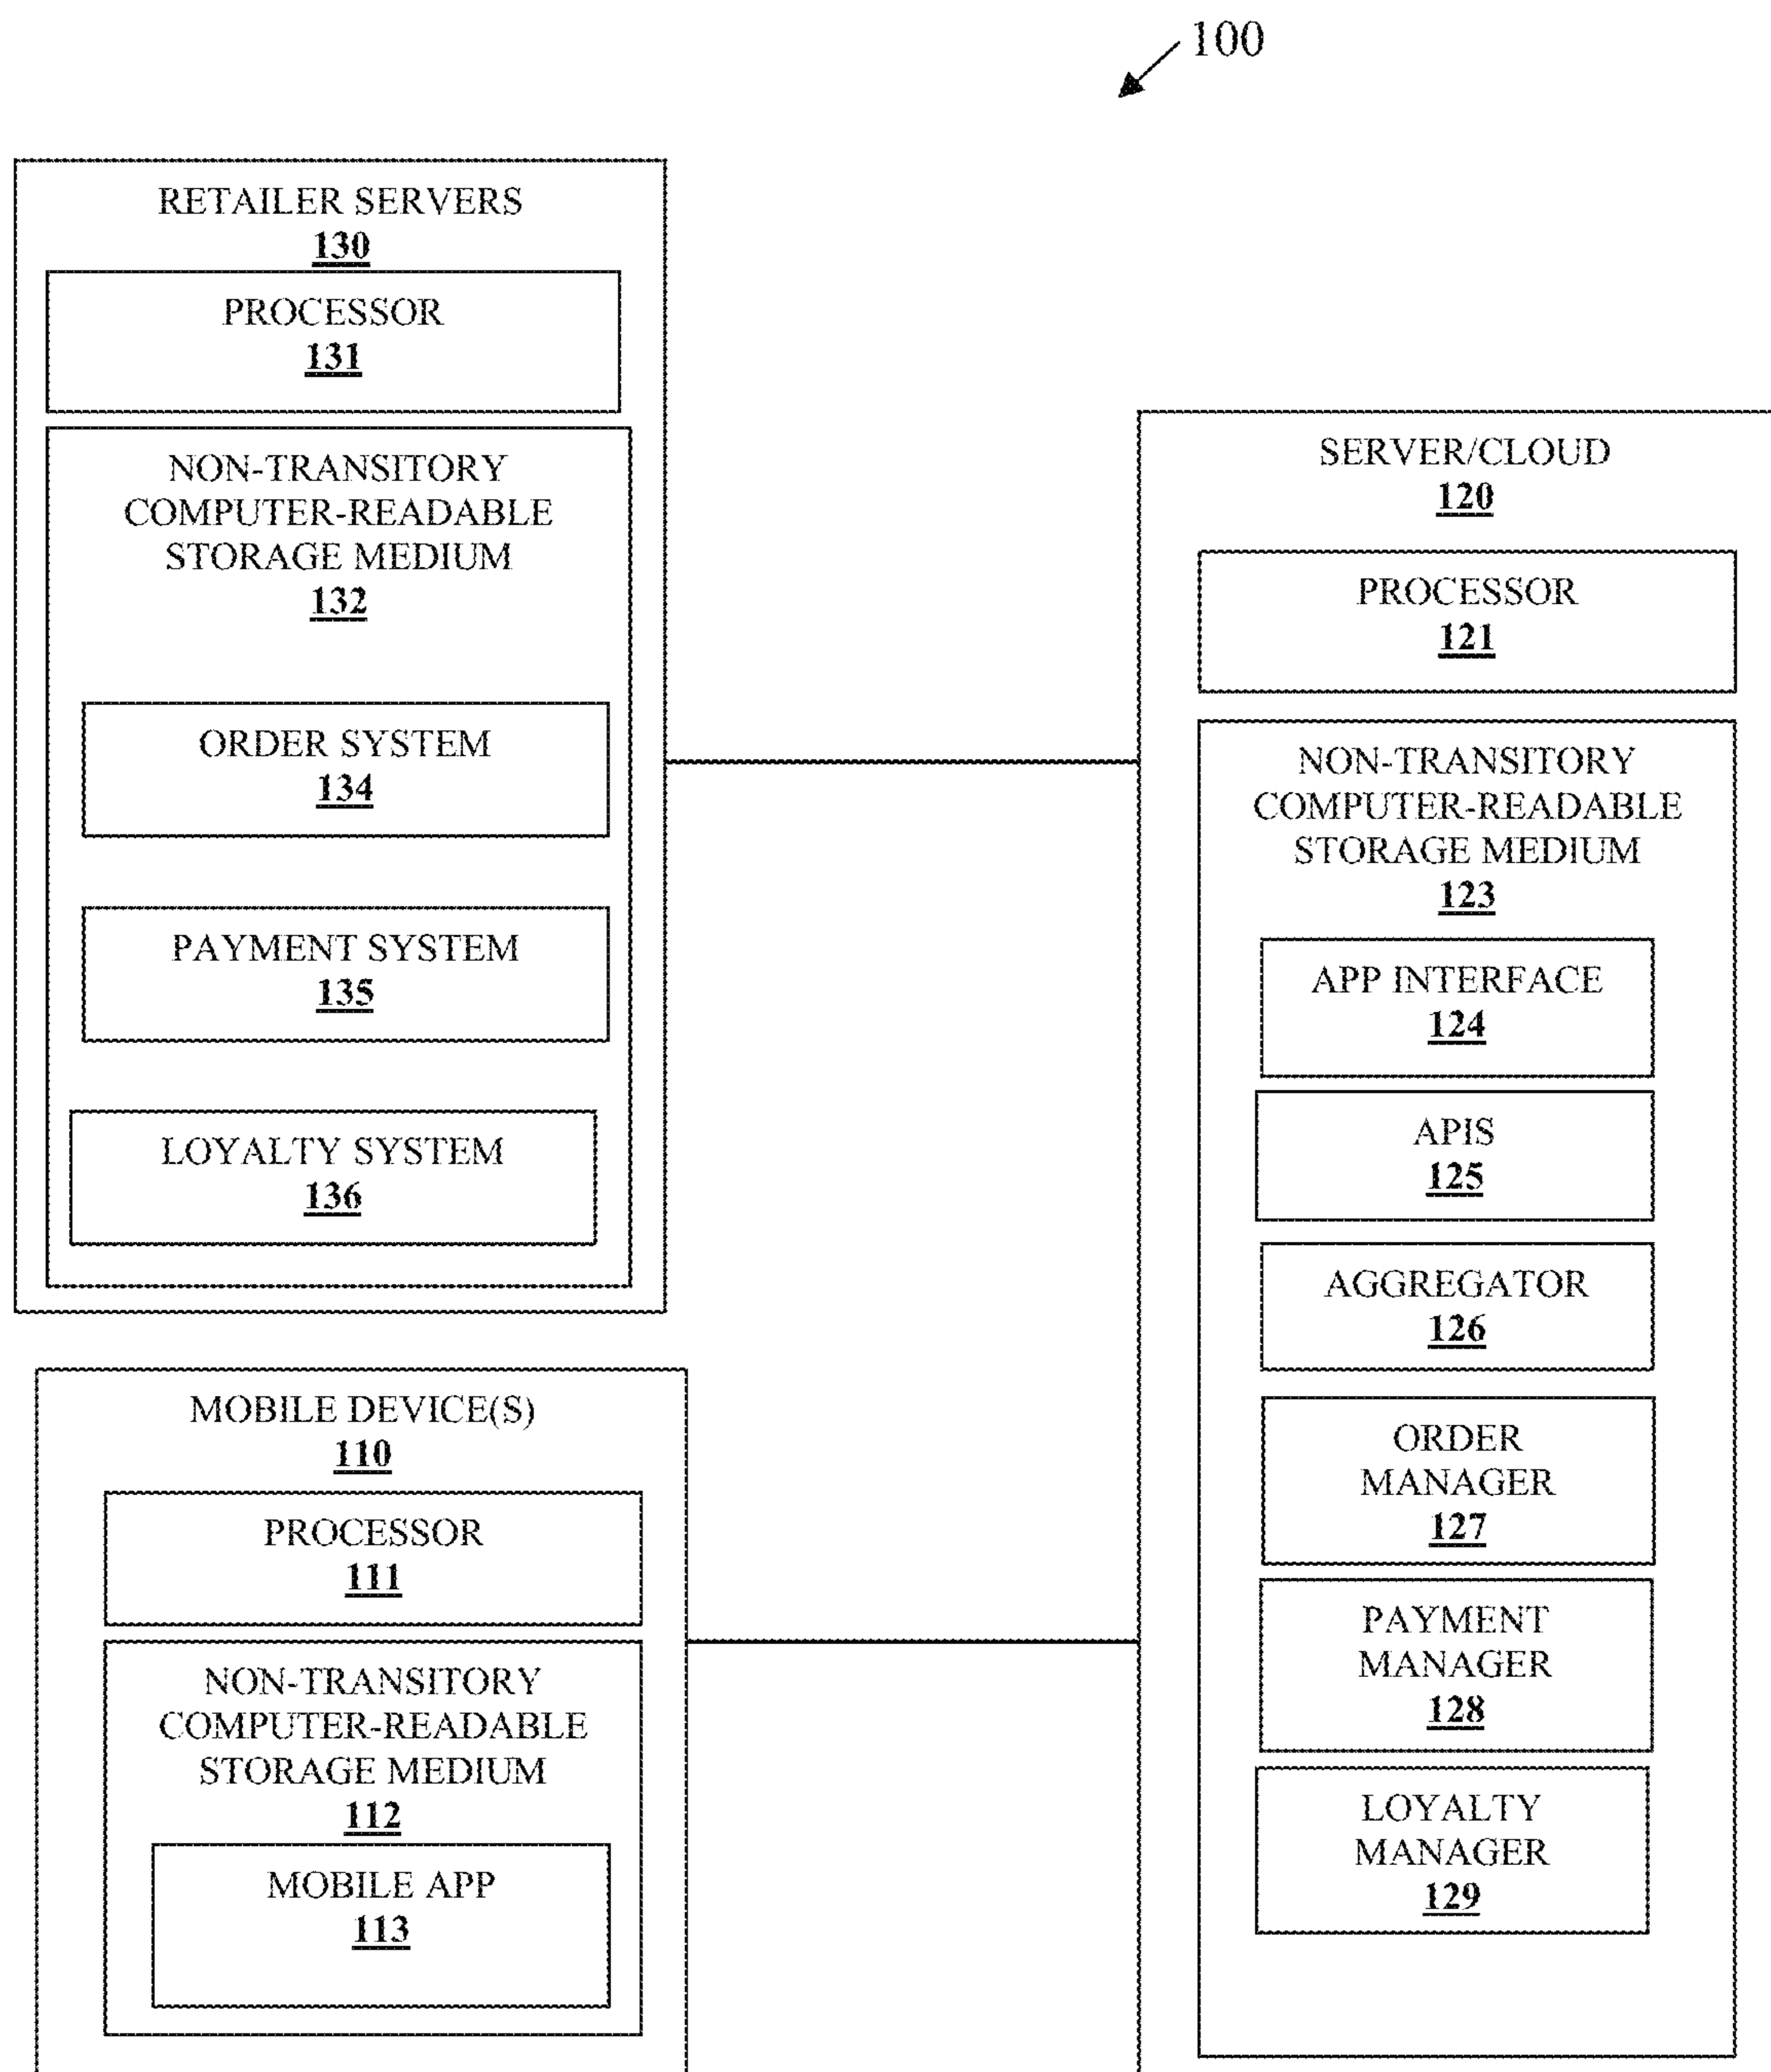 100
RETAILER SERVERS
130
PROCESSOR
131
NON-TRANSITORY
COMPUTER-READABLE
STORAGE MEDIUM
132
ORDER SYSTEM
134
PAYMENT SYSTEM
135
LOYALTY SYSTEM
136
MOBILE DEVICE(S)
110
PROCESSOR
111
NON-TRANSITORY
COMPUTER-READABLE
STORAGE MEDIUM
112
MOBILE APP
113
SERVER/CLOUD
120
PROCESSOR
121
NON-TRANSITORY
COMPUTER-READABLE
STORAGE MEDIUM
123
APP INTERFACE
124
APIS
125
AGGREGATOR
126
ORDER
MANAGER
127
PAYMENT
MANAGER
128
LOYALTY
MANAGER
129